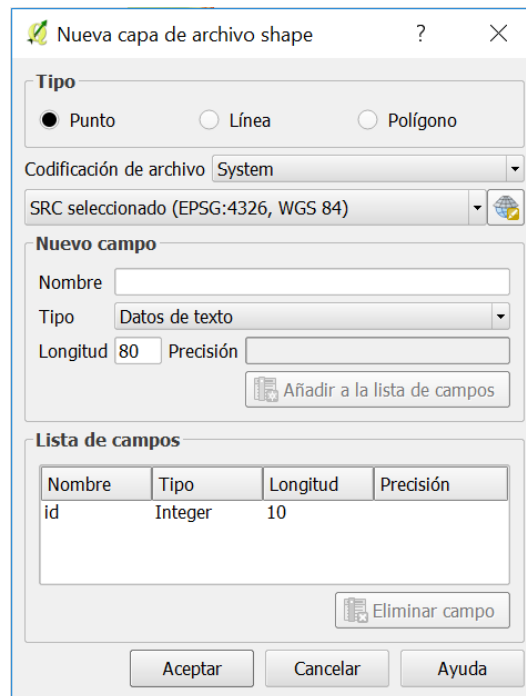 Nueva capa de archivo shape ?
Tipo
Punto Línea Polígono
Codificación de archivo System
SRC seleccionado (EPSG:4326, WGS 84)
Nuevo campo
Nombre
Tipo Datos de texto
Longitud 80 Precisión
Añadir a la lista de campos
Lista de campos
Nombre Tipo Longitud Precisión
id Integer 10
Eliminar campo
Aceptar Cancelar Ayuda